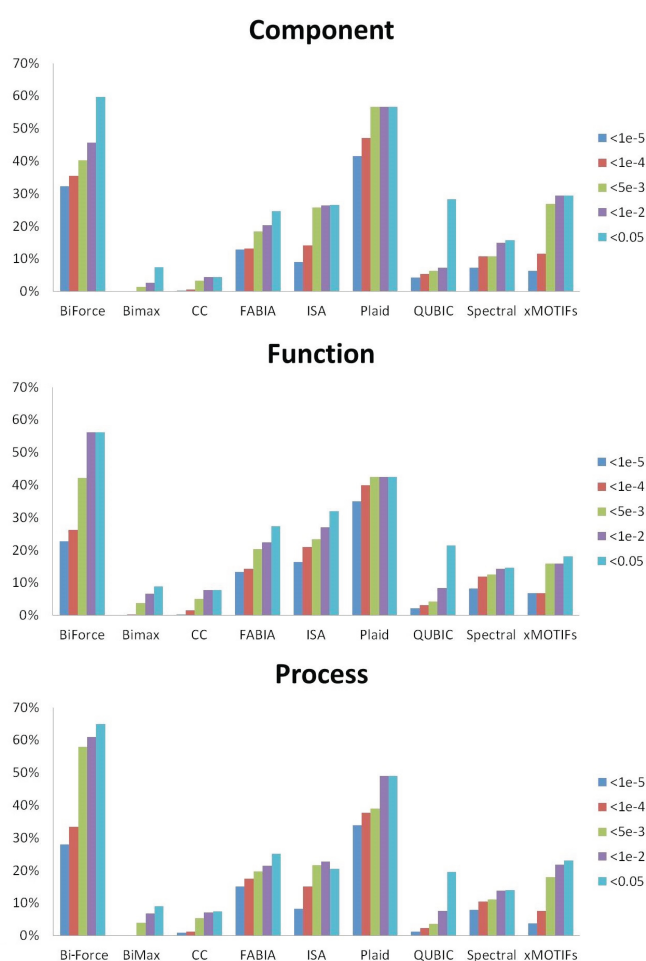 Component
70%
60%
50%
40%
30%
20%
10%
0%
BiForce Bimax CC FABIA ISA Plaid QUBIC Spectral xMOTIFs
<1e-5
<1e-4
<5e-3
<1e-2
<0.05
Function
70%
60%
50%
40%
30%
20%
10%
0%
BiForce Bimax CC FABIA ISA Plaid QUBIC Spectral xMOTIFs
<1e-5
<1e-4
<5e-3
<1e-2
<0.05
Process
70%
60%
50%
40%
30%
20%
10%
0%
Bi-Force BiMax CC FABIA ISA Plaid QUBIC Spectral xMOTIFs
<1e-5
<1e-4
<5e-3
<1e-2
<0.05